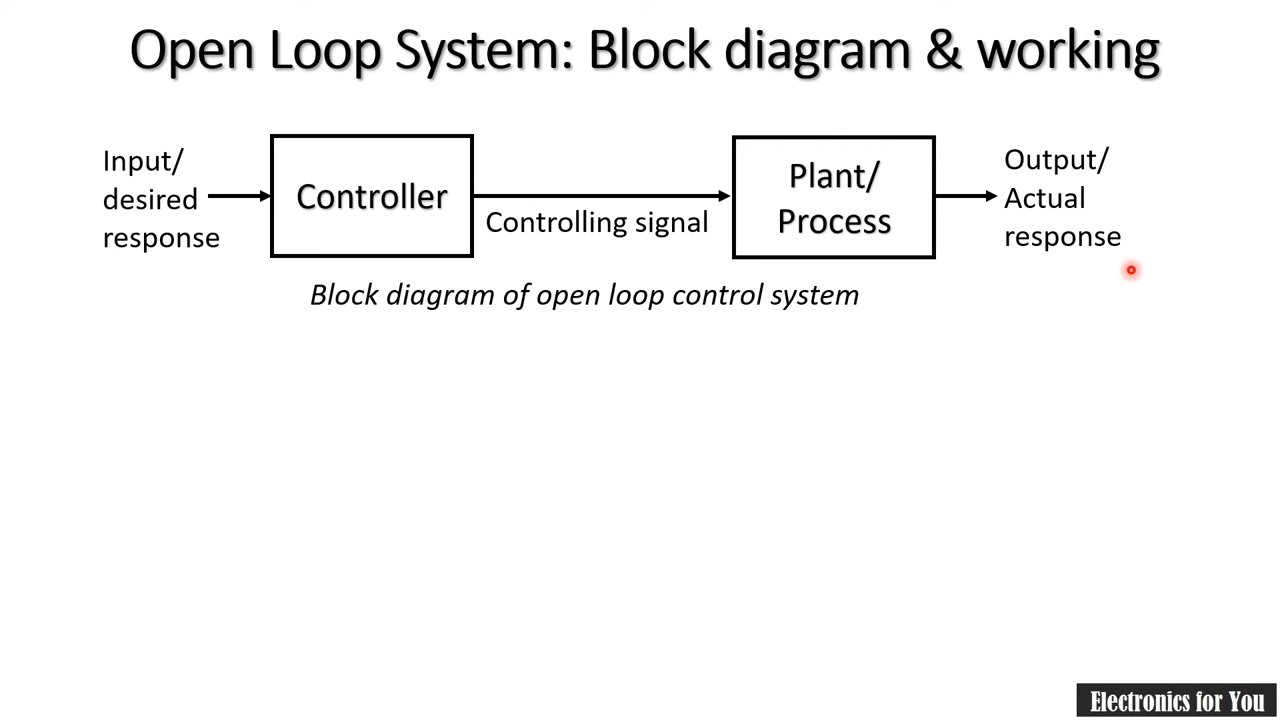 Open Loop System: Block diagram & working
Input/
desired
response
Controller
Controlling signal
Plant/
Process
Output/
Actual
response
Block diagram of open loop control system
Electronics for You